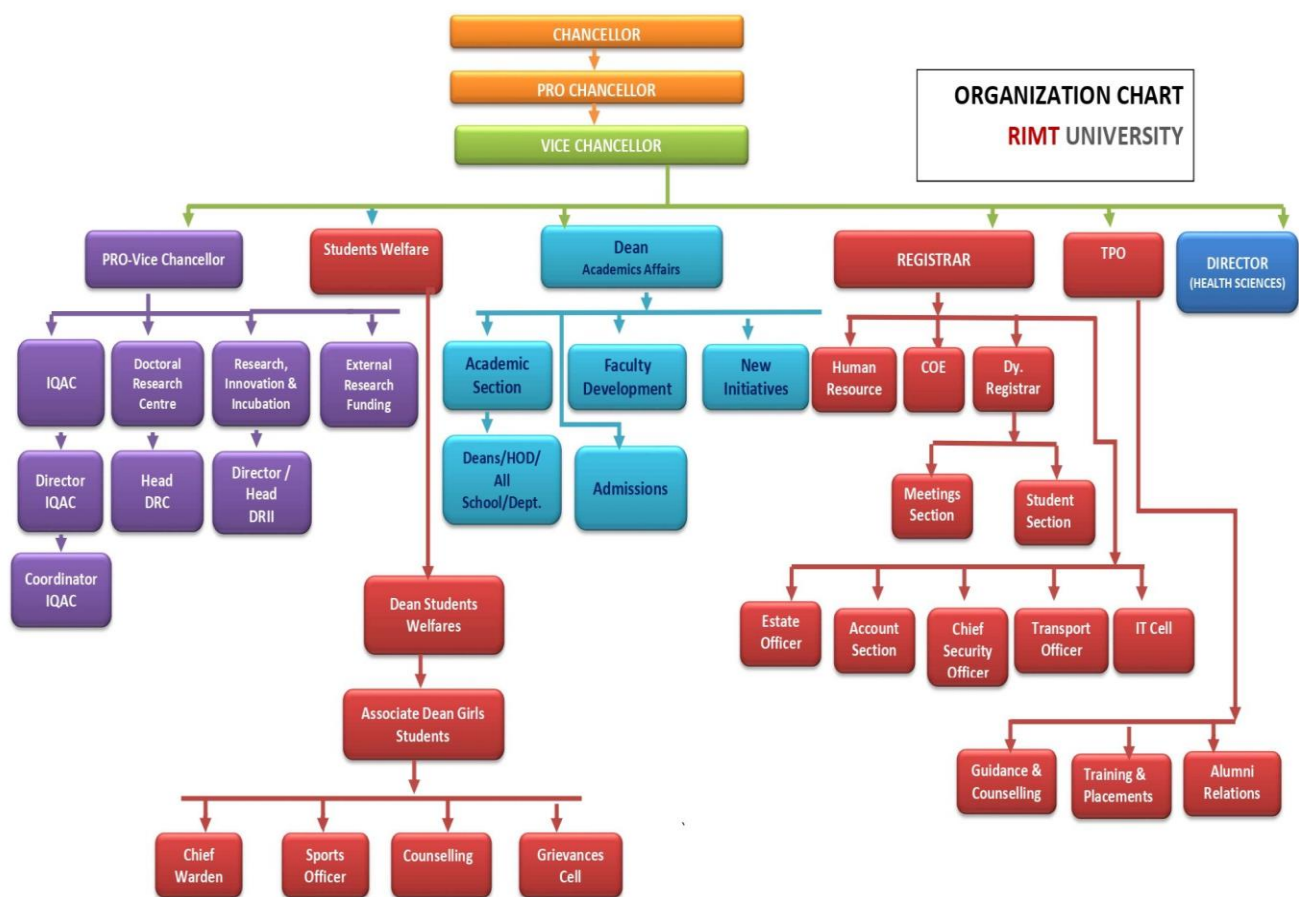 CHANCELLOR
PRO CHANCELLOR
VICE CHANCELLOR
ORGANIZATION CHART
RIMT UNIVERSITY
PRO-Vice Chancellor
Students Welfare
Dean
Academics Affairs
REGISTRAR
TPO
DIRECTOR
(HEALTH SCIENCES)
IQAC
Doctoral
Research
Centre
Research,
Innovation &
Incubation
External
Research
Funding
Academic
Section
Faculty
Development
New
Initiatives
Human
Resource
COE
Dy.
Registrar
Director
IQAC
Head
DRC
Director /
Head
DRII
Deans/HOD/
All
School/Dept.
Admissions
Meetings
Section
Student
Section
Coordinator
IQAC
Dean Students
Welfares
Estate
Officer
Account
Section
Chief
Security
Officer
Transport
Officer
IT Cell
Associate Dean Girls
Students
Guidance &
Counselling
Training &
Placements
Alumni
Relations
Chief
Warden
Sports
Officer
Counselling
Grievances
Cell